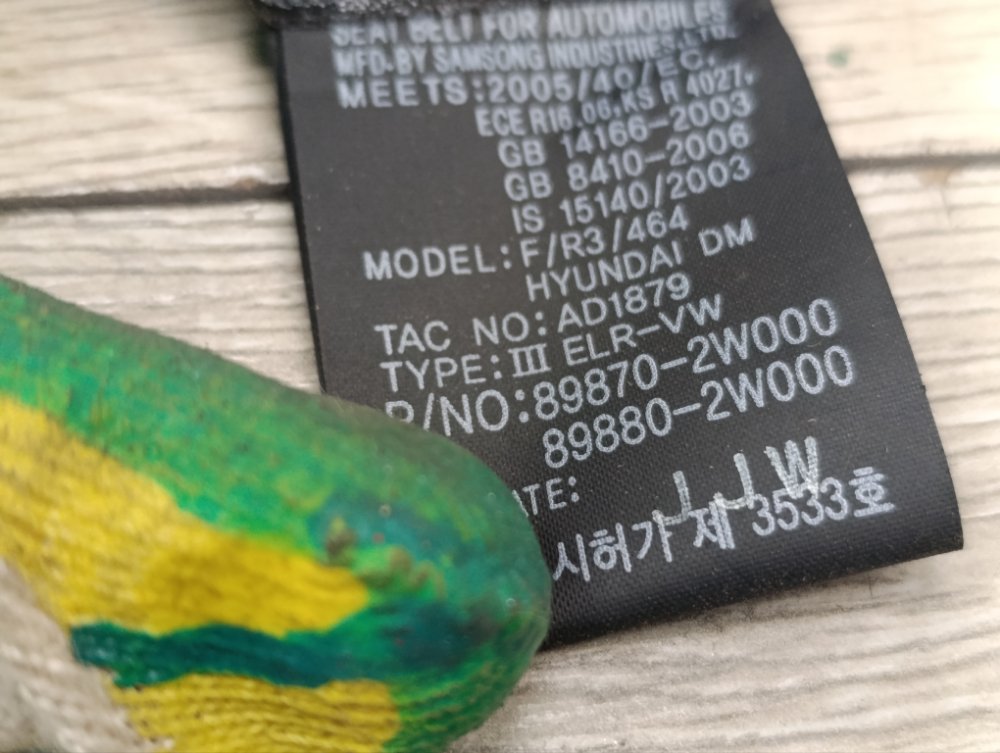 SEAT BELT FOR AUTOMOBILES
MFD.BY SAMSONG INDUSTRIES.LTD.
MEETS:2005/40/EC.
ECE R16.06.KS R 4027.
GB 14166-2003
GB 8410-2006
IS 15140/2003
MODEL:F/R3/464
HYUNDAI DM
TAC NO:AD1879
TYPE:III ELR-VW
P/NO:89870-2W000
89880-2W000
ATE:
JJW
시허가 제 3533호